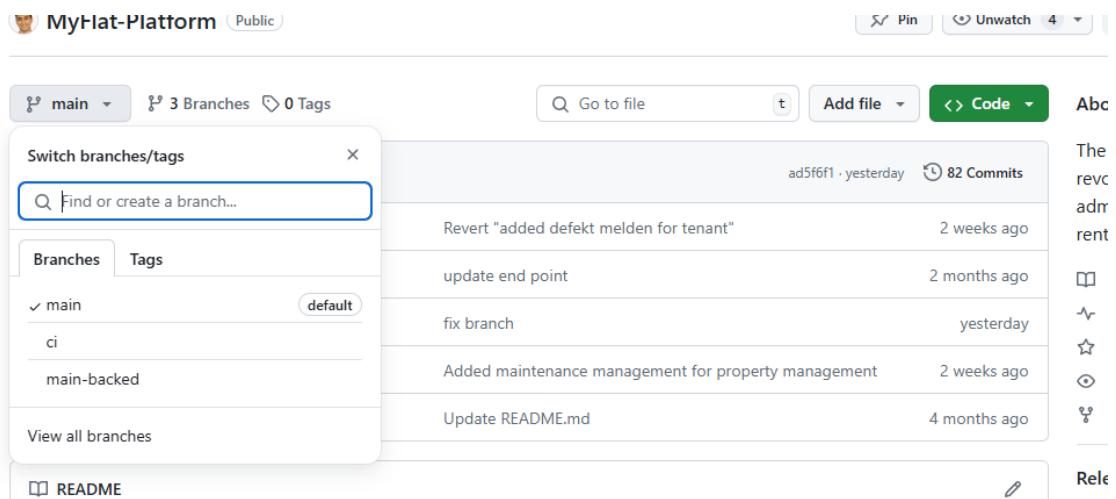 MyFlat-Platform Public
Pin Unwatch 4
main 3 Branches 0 Tags
Go to file t Add file Code
Switch branches/tags
Find or create a branch...
Branches Tags
main default
ci
main-backed
View all branches
ad5f6f1 · yesterday 82 Commits
Revert "added defekt melden for tenant" 2 weeks ago
update end point 2 months ago
fix branch yesterday
Added maintenance management for property management 2 weeks ago
Update README.md 4 months ago
README
The